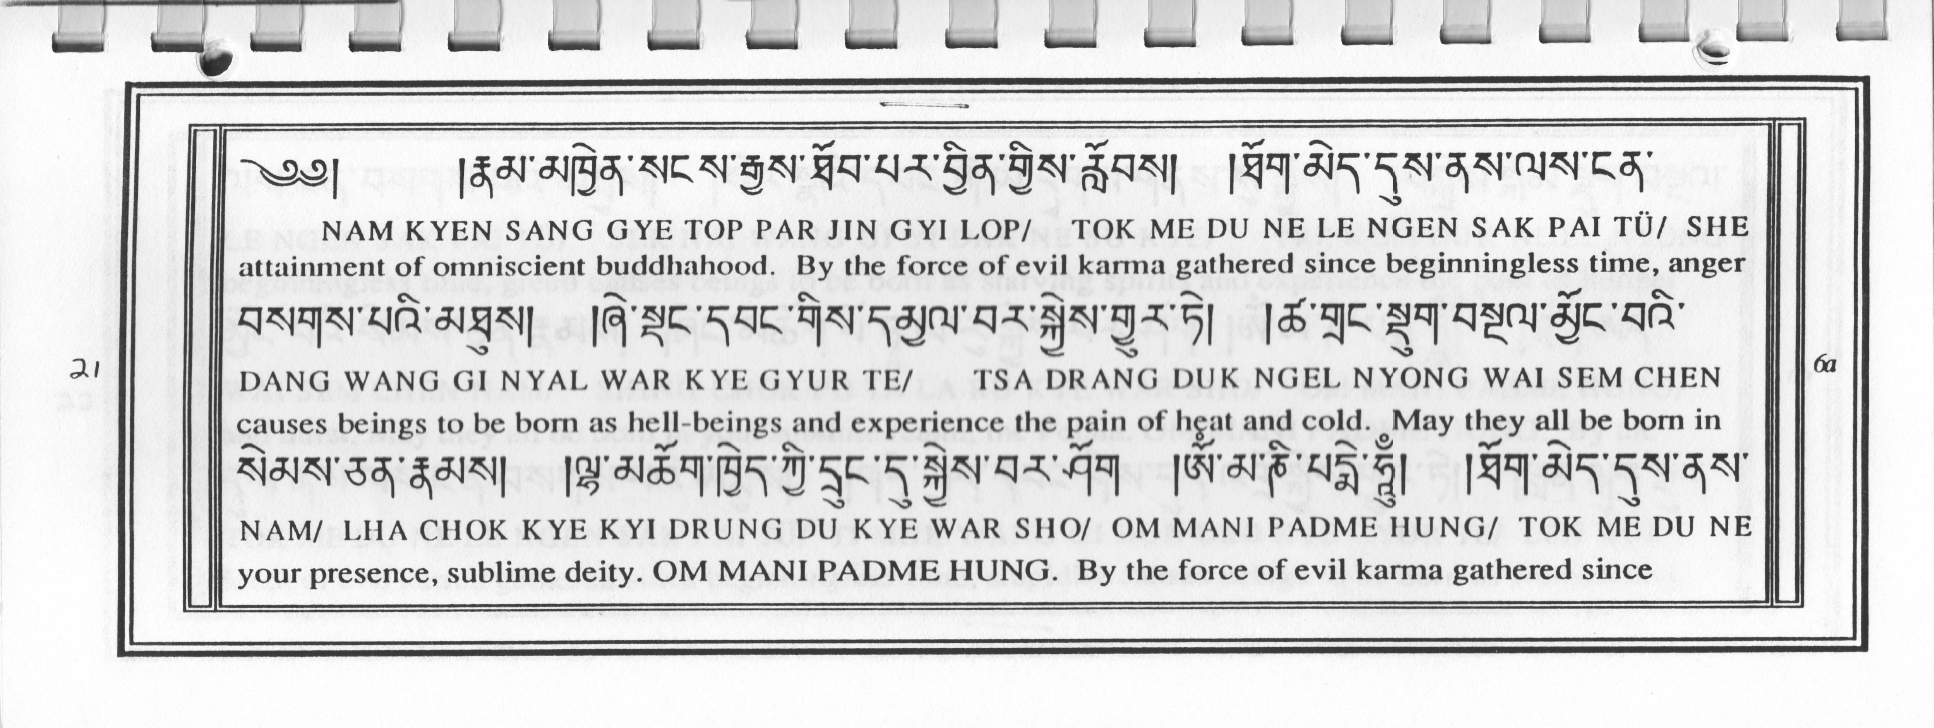 ༄༅། །རྣམ་མཁྱེན་སངས་རྒྱས་ཐོབ་པར་བྱིན་གྱིས་རློབས། །ཐོག་མེད་དུས་ནས་ལས་ངན་
NAM KYEN SANG GYE TOP PAR JIN GYI LOP/ TOK ME DU NE LE NGEN SAK PAI TÜ/ SHE
attainment of omniscient buddhahood. By the force of evil karma gathered since beginningless time, anger
བསགས་པའི་མཐུས། །ཞེ་སྡང་དབང་གིས་དམྱལ་བར་སྐྱེས་གྱུར་ཏེ། །ཚ་གྲང་སྡུག་བསྔལ་མྱོང་བའི་
21
6a
DANG WANG GI NYAL WAR KYE GYUR TE/ TSA DRANG DUK NGEL NYONG WAI SEM CHEN
causes beings to be born as hell-beings and experience the pain of heat and cold. May they all be born in
སེམས་ཅན་རྣམས། །ལྷ་མཆོག་ཁྱེད་ཀྱི་དྲུང་དུ་སྐྱེས་བར་ཤོག །ཨོཾ་མ་ཎི་པདྨེ་ཧཱུྃ། །ཐོག་མེད་དུས་ནས་
NAM/ LHA CHOK KYE KYI DRUNG DU KYE WAR SHO/ OM MANI PADME HUNG/ TOK ME DU NE
your presence, sublime deity. OM MANI PADME HUNG. By the force of evil karma gathered since